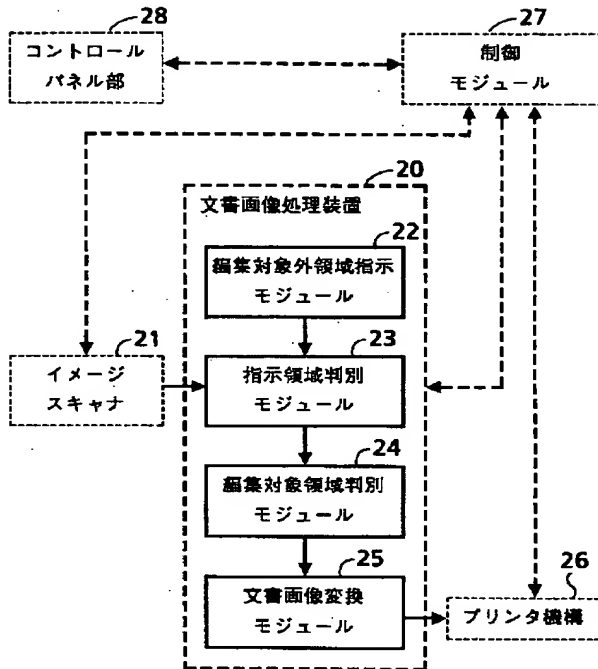 28
コントロール
パネル部
27
制御
モジュール
20
文書画像処理装置
22
編集対象外領域指示
モジュール
21
イメージ
スキャナ
23
指示領域判別
モジュール
24
編集対象領域判別
モジュール
25
文書画像変換
モジュール
26
プリンタ機構